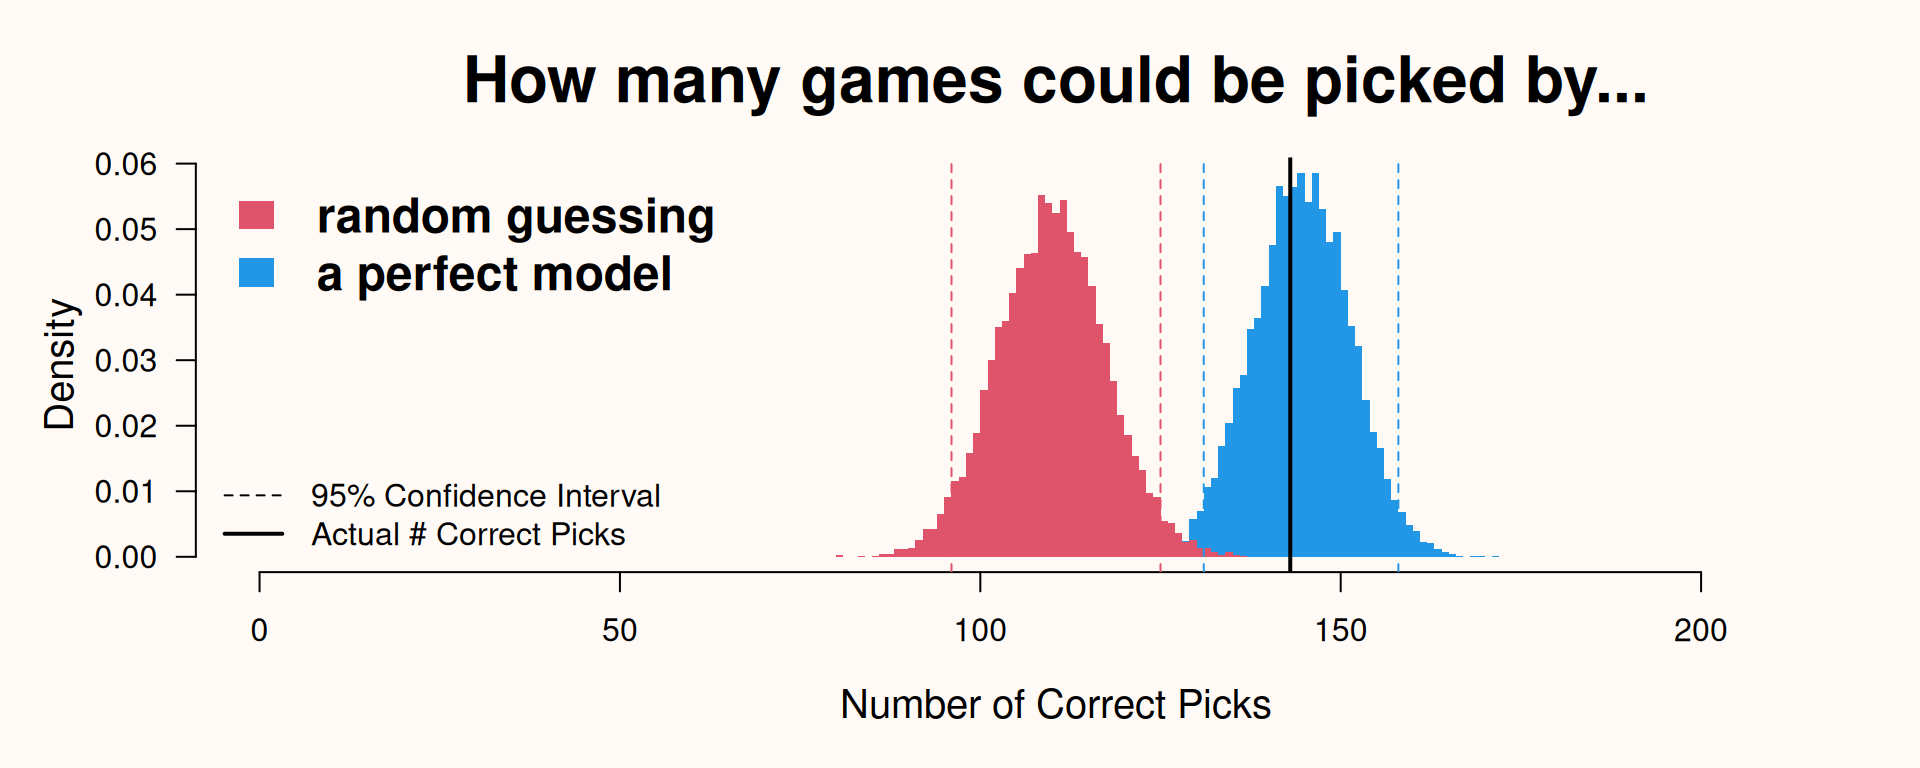 How many games could be picked by...
0.06
0.05
0.04
0.03
0.02
0.01
0.00
Density
random guessing
a perfect model
95% Confidence Interval
Actual # Correct Picks
0 50 100 150 200
Number of Correct Picks